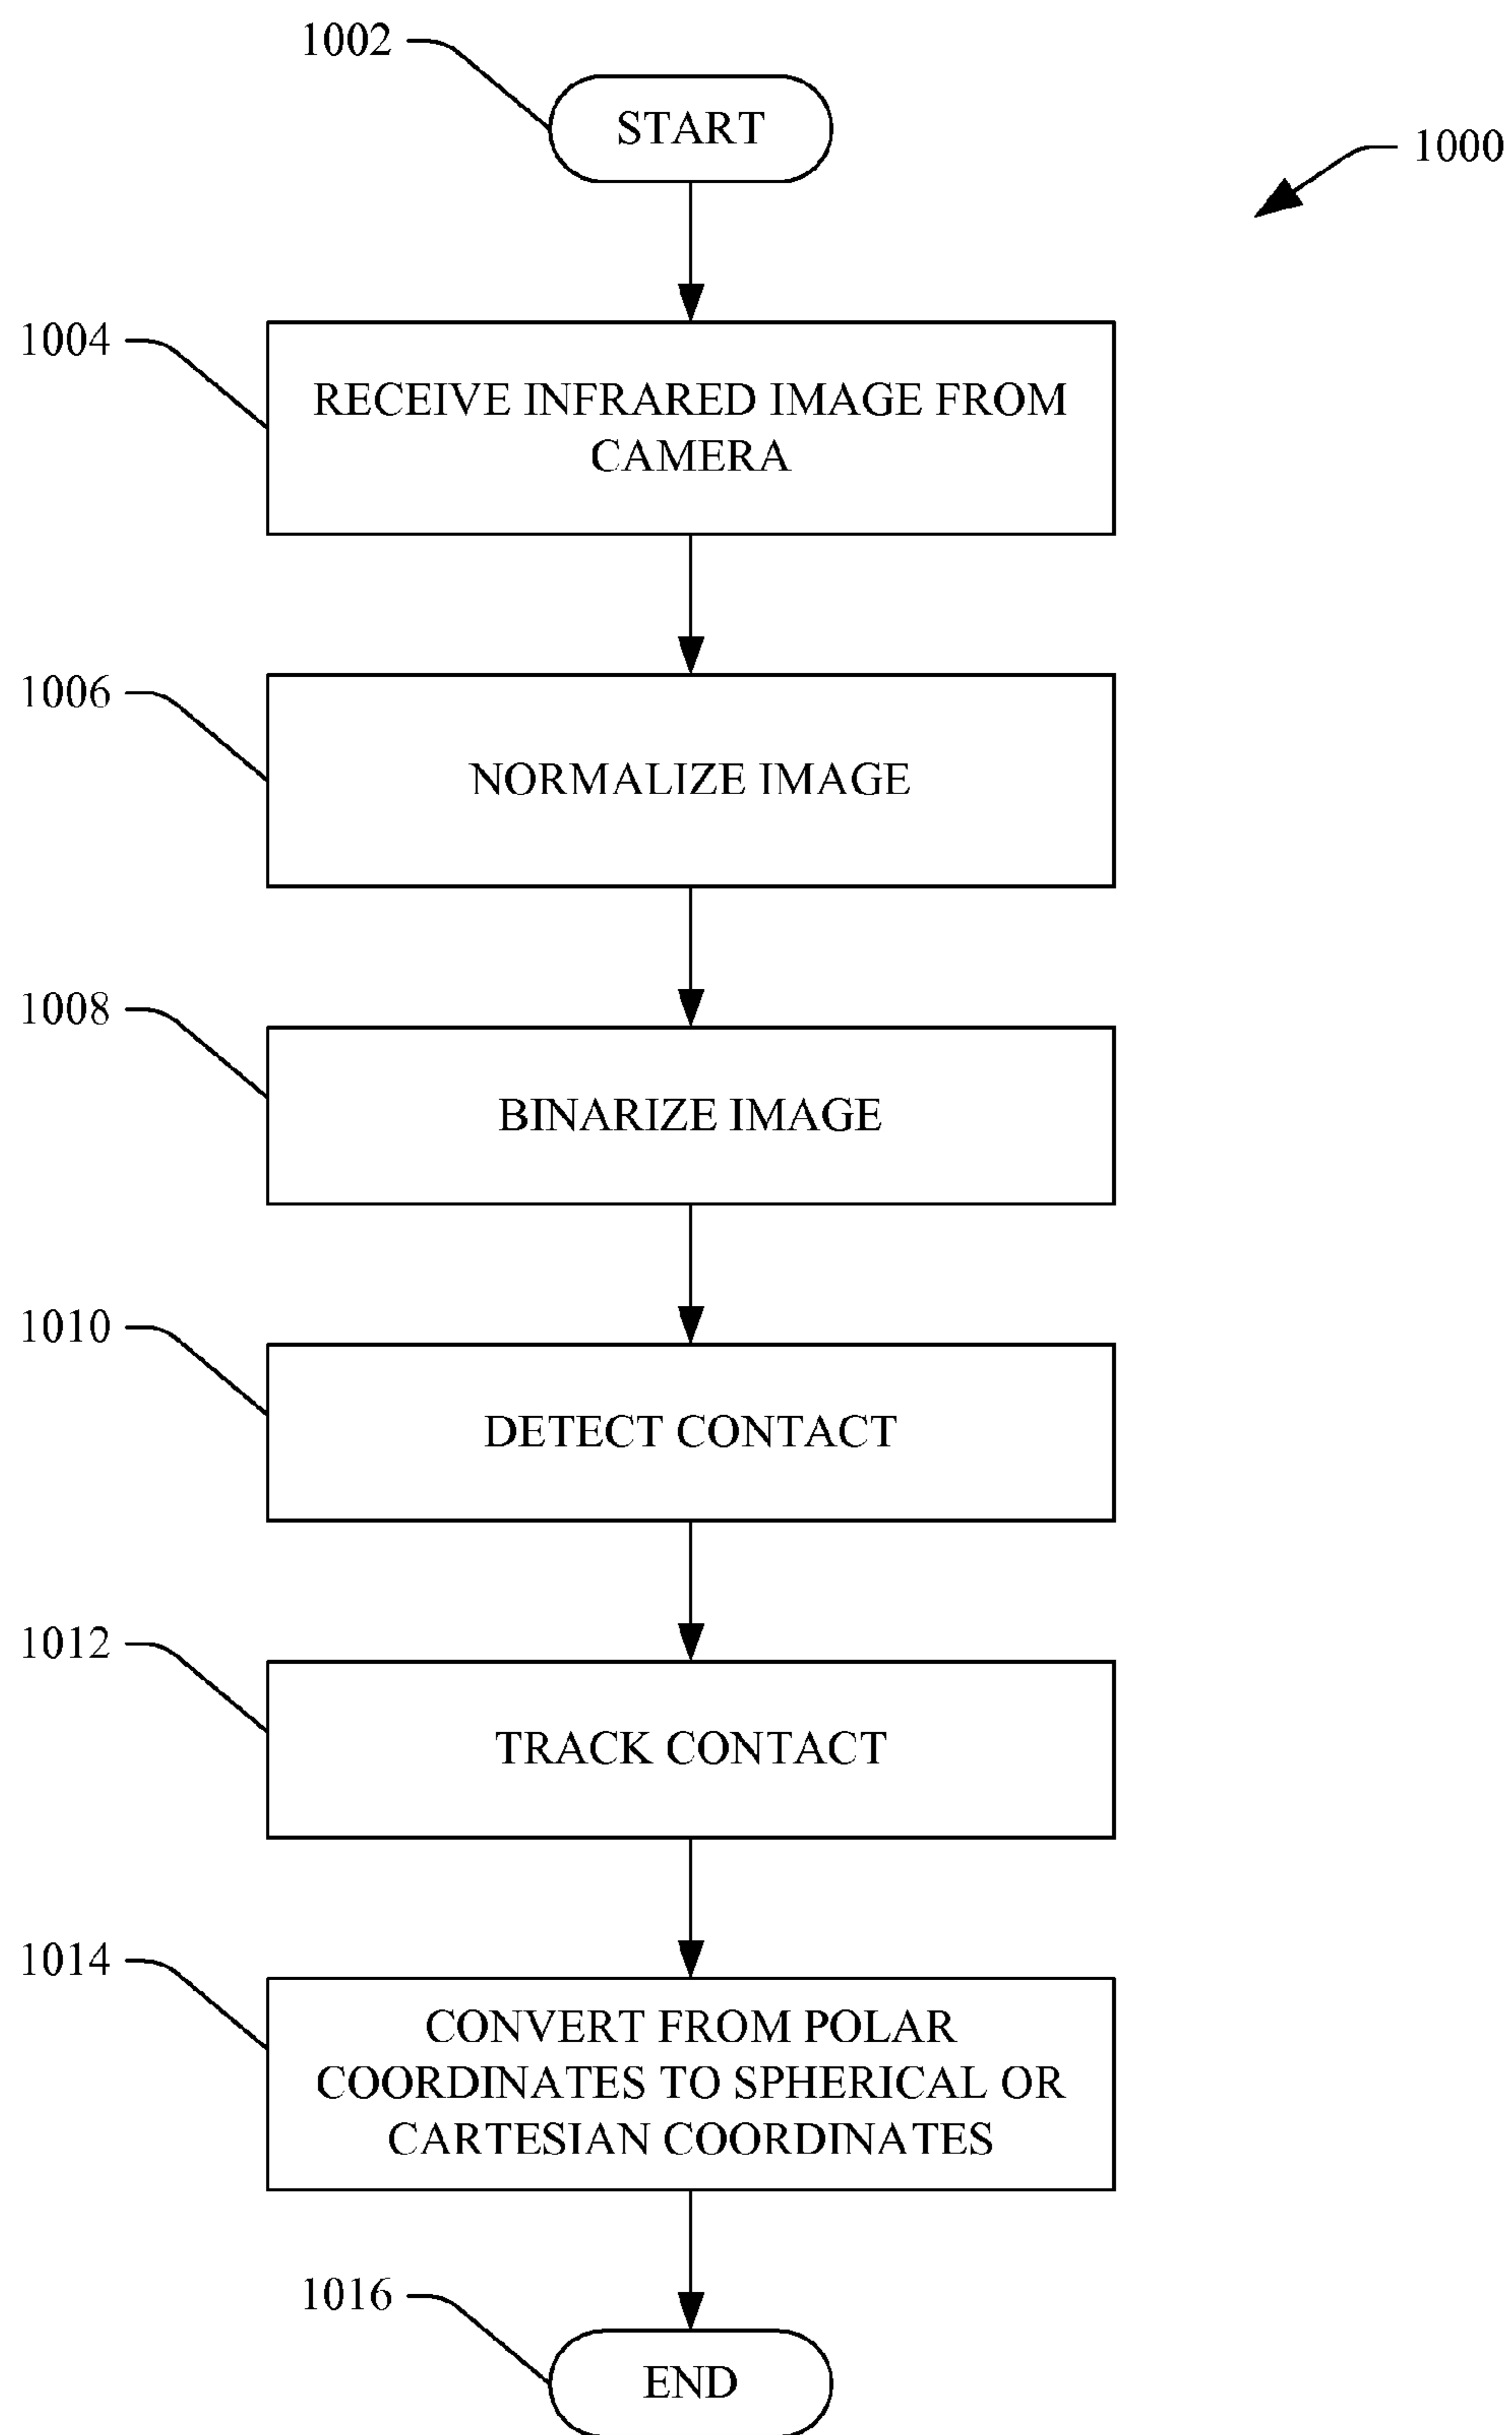 1002
START
1000
1004
RECEIVE INFRARED IMAGE FROM
CAMERA
1006
NORMALIZE IMAGE
1008
BINARIZE IMAGE
1010
DETECT CONTACT
1012
TRACK CONTACT
1014
CONVERT FROM POLAR
COORDINATES TO SPHERICAL OR
CARTESIAN COORDINATES
1016
END